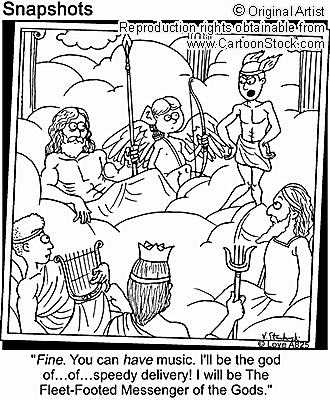 Snapshots
© Original Artist
Reproduction rights obtainable from
www.CartoonStock.com
© Love
"Fine. You can have music. I'll be the god
of...of...speedy delivery! I will be The
Fleet-Footed Messenger of the Gods."